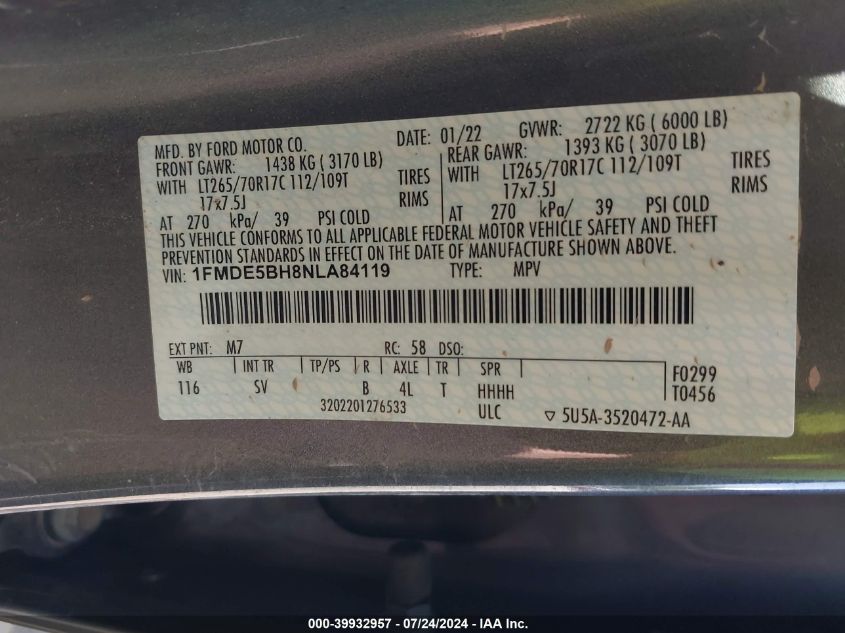 MFD. BY FORD MOTOR CO. DATE: 01/22 GVWR: 2722 KG ( 6000 LB)
FRONT GAWR: 1438 KG ( 3170 LB) REAR GAWR: 1393 KG ( 3070 LB)
WITH LT265/70R17C 112/109T TIRES WITH LT265/70R17C 112/109T TIRES
17x7.5J RIMS 17x7.5J RIMS
AT 270 kPa/ 39 PSI COLD AT 270 kPa/ 39 PSI COLD
THIS VEHICLE CONFORMS TO ALL APPLICABLE FEDERAL MOTOR VEHICLE SAFETY AND THEFT
PREVENTION STANDARDS IN EFFECT ON THE DATE OF MANUFACTURE SHOWN ABOVE.
VIN: 1FMDE5BH8NLA84119 TYPE: MPV
EXT PNT: M7 RC: 58 DSO:
WB INT TR TP/PS R AXLE TR SPR F0299
116 SV B 4L T HHHH T0456
3202201276533 ULC ▽ 5U5A-3520472-AA
000-39932957 / 07/24/2024 - IAA Inc.